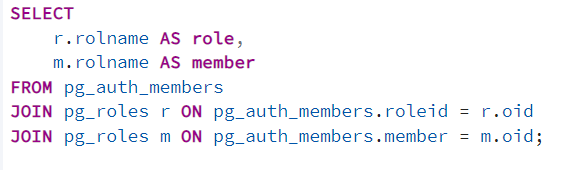 SELECT
    r.rolname AS role,
    m.rolname AS member
FROM pg_auth_members
JOIN pg_roles r ON pg_auth_members.roleid = r.oid
JOIN pg_roles m ON pg_auth_members.member = m.oid;